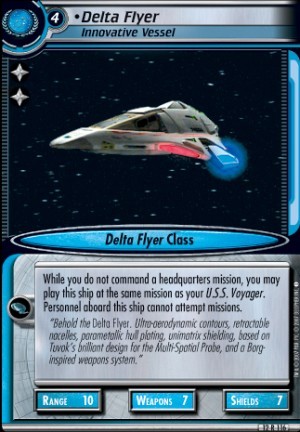 4
•Delta Flyer
Innovative Vessel
Delta Flyer Class
While you do not command a headquarters mission, you may
play this ship at the same mission as your U.S.S. Voyager.
Personnel aboard this ship cannot attempt missions.
"Behold the Delta Flyer. Ultra-aerodynamic contours, retractable
nacelles, parametallic hull plating, unimatrix shielding, based on
Tuvok's brilliant design for the Multi-Spatial Probe, and a Borg-
inspired weapons system."
RANGE 10
WEAPONS 7
SHIELDS 7